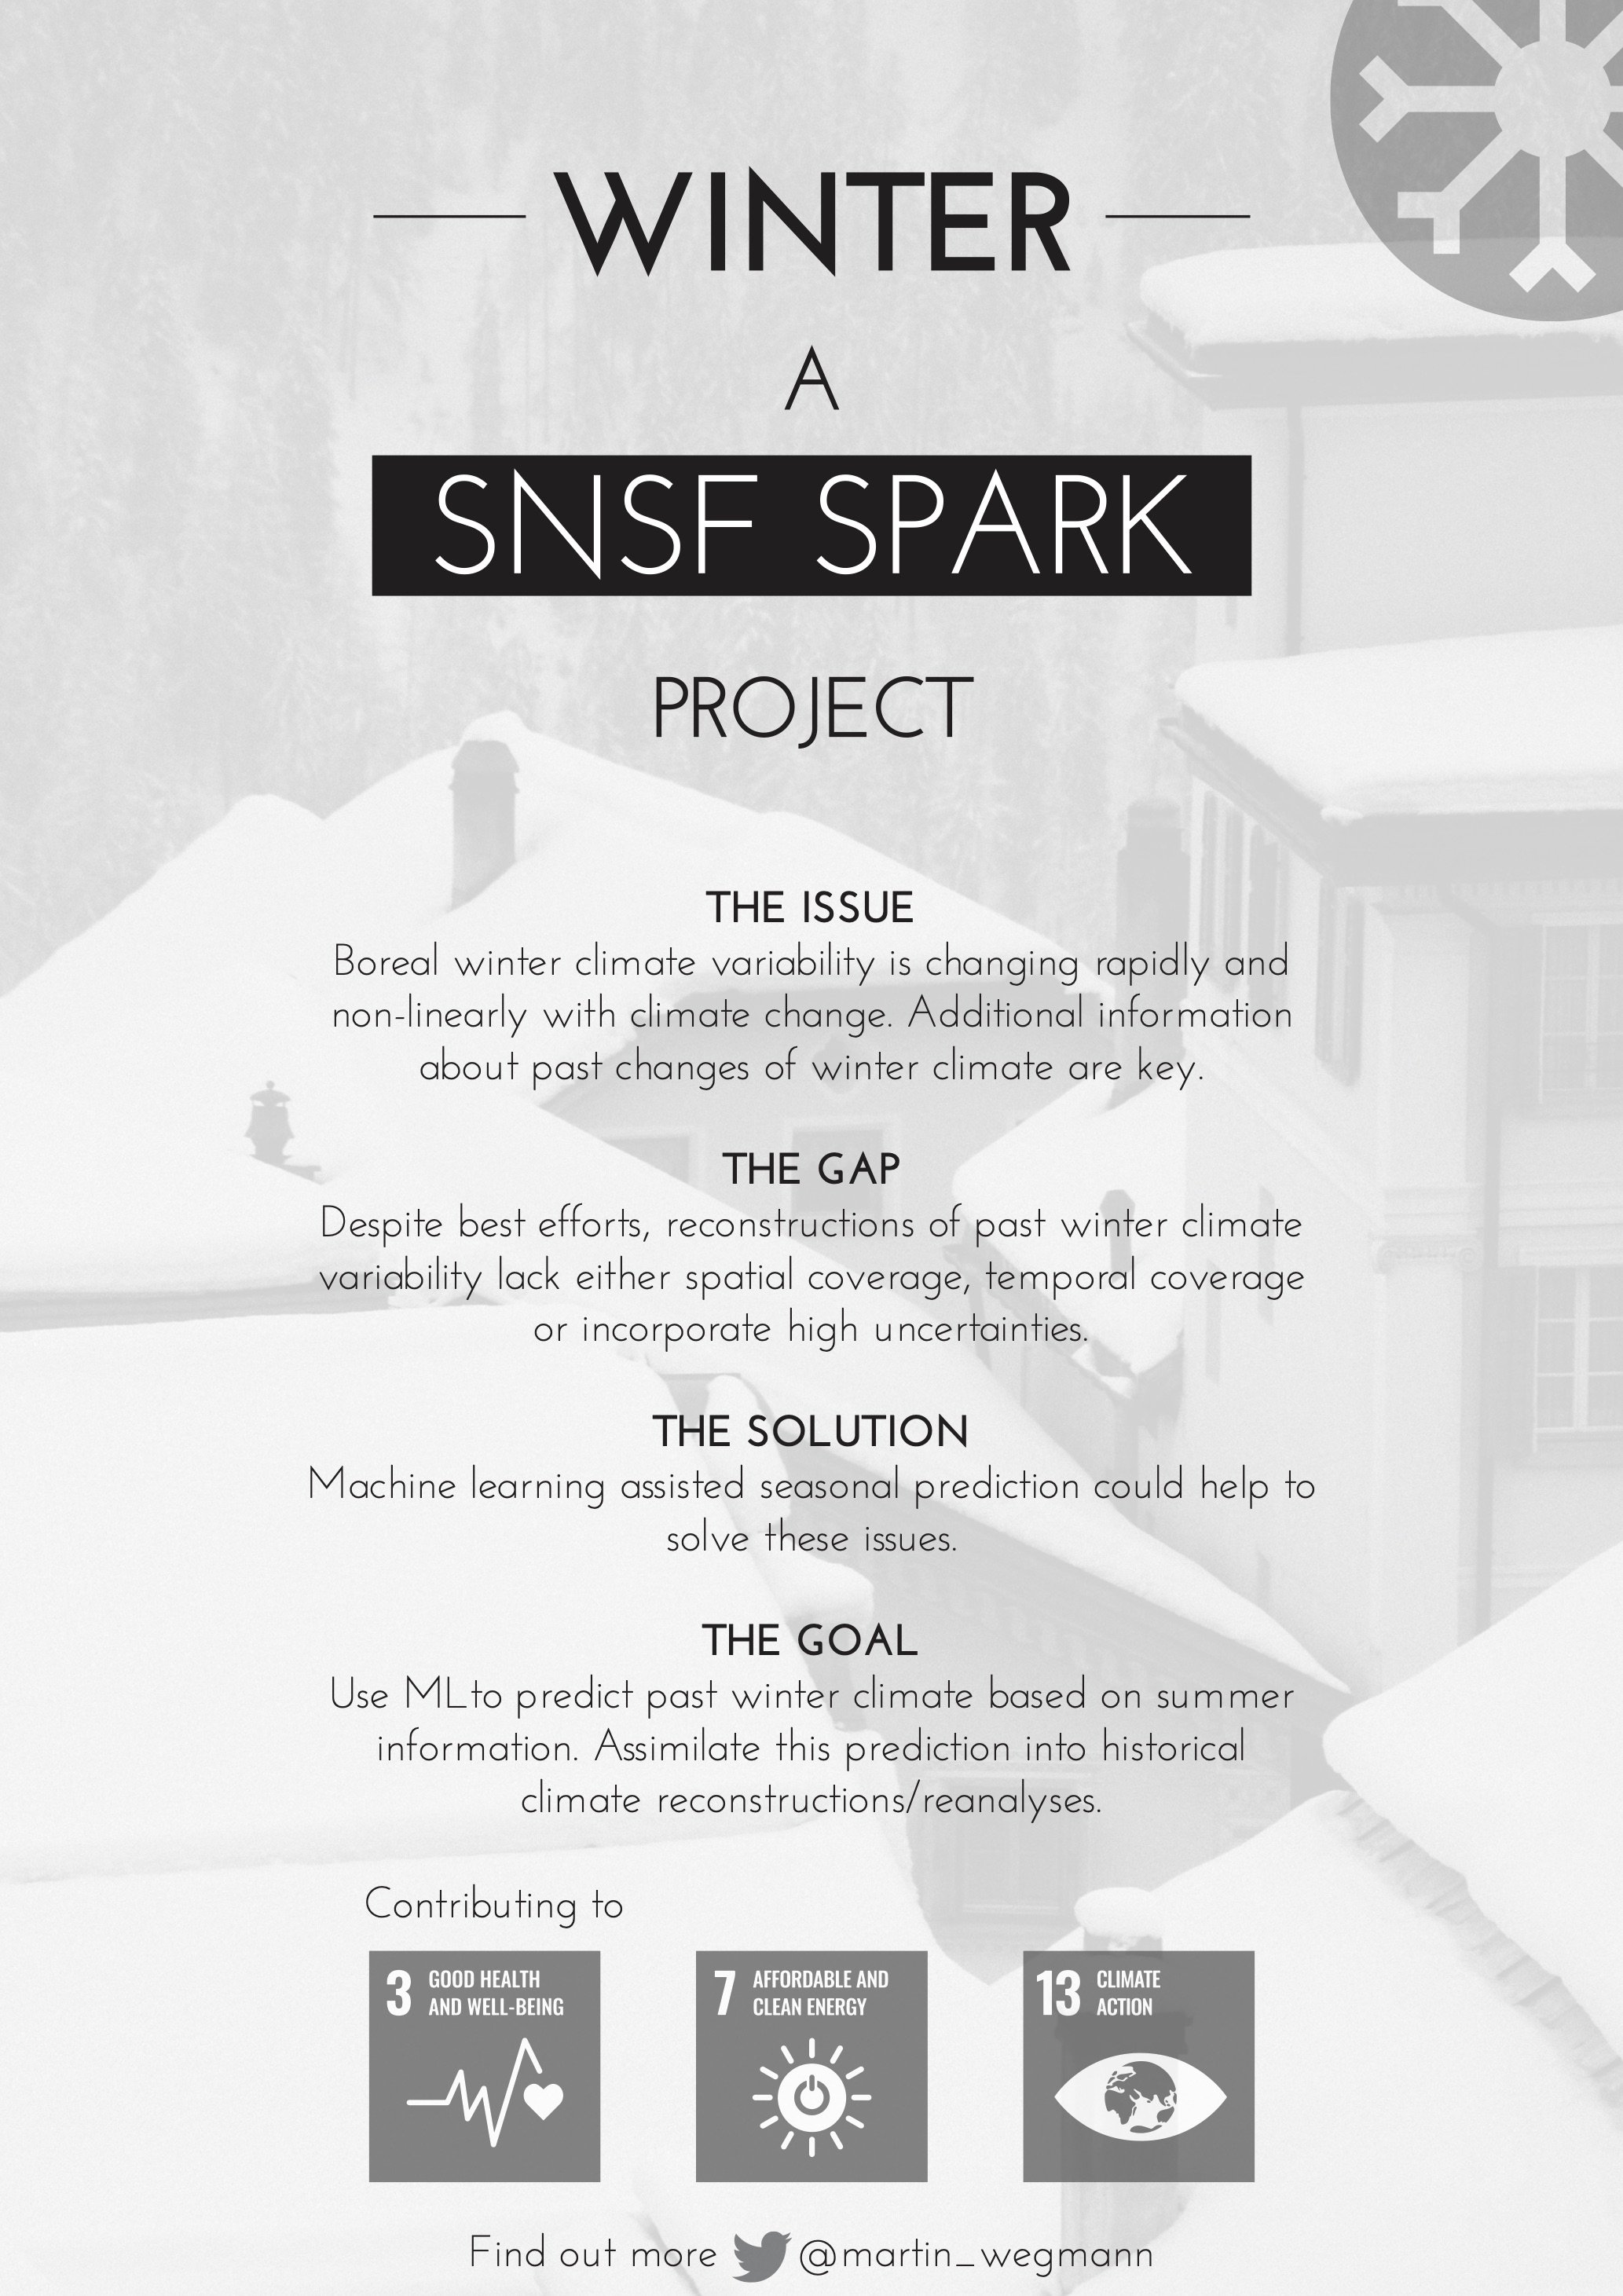 WINTER
A
SNSF SPARK
PROJECT
THE ISSUE
Boreal winter climate variability is changing rapidly and
non-linearly with climate change. Additional information
about past changes of winter climate are key.
THE GAP
Despite best efforts, reconstructions of past winter climate
variability lack either spatial coverage, temporal coverage
or incorporate high uncertainties.
THE SOLUTION
Machine learning assisted seasonal prediction could help to
solve these issues.
THE GOAL
Use MLto predict past winter climate based on summer
information. Assimilate this prediction into historical
climate reconstructions/reanalyses.
Contributing to
3 GOOD HEALTH
AND WELL-BEING
7 AFFORDABLE AND
CLEAN ENERGY
13 CLIMATE
ACTION
Find out more @martin_wegmann